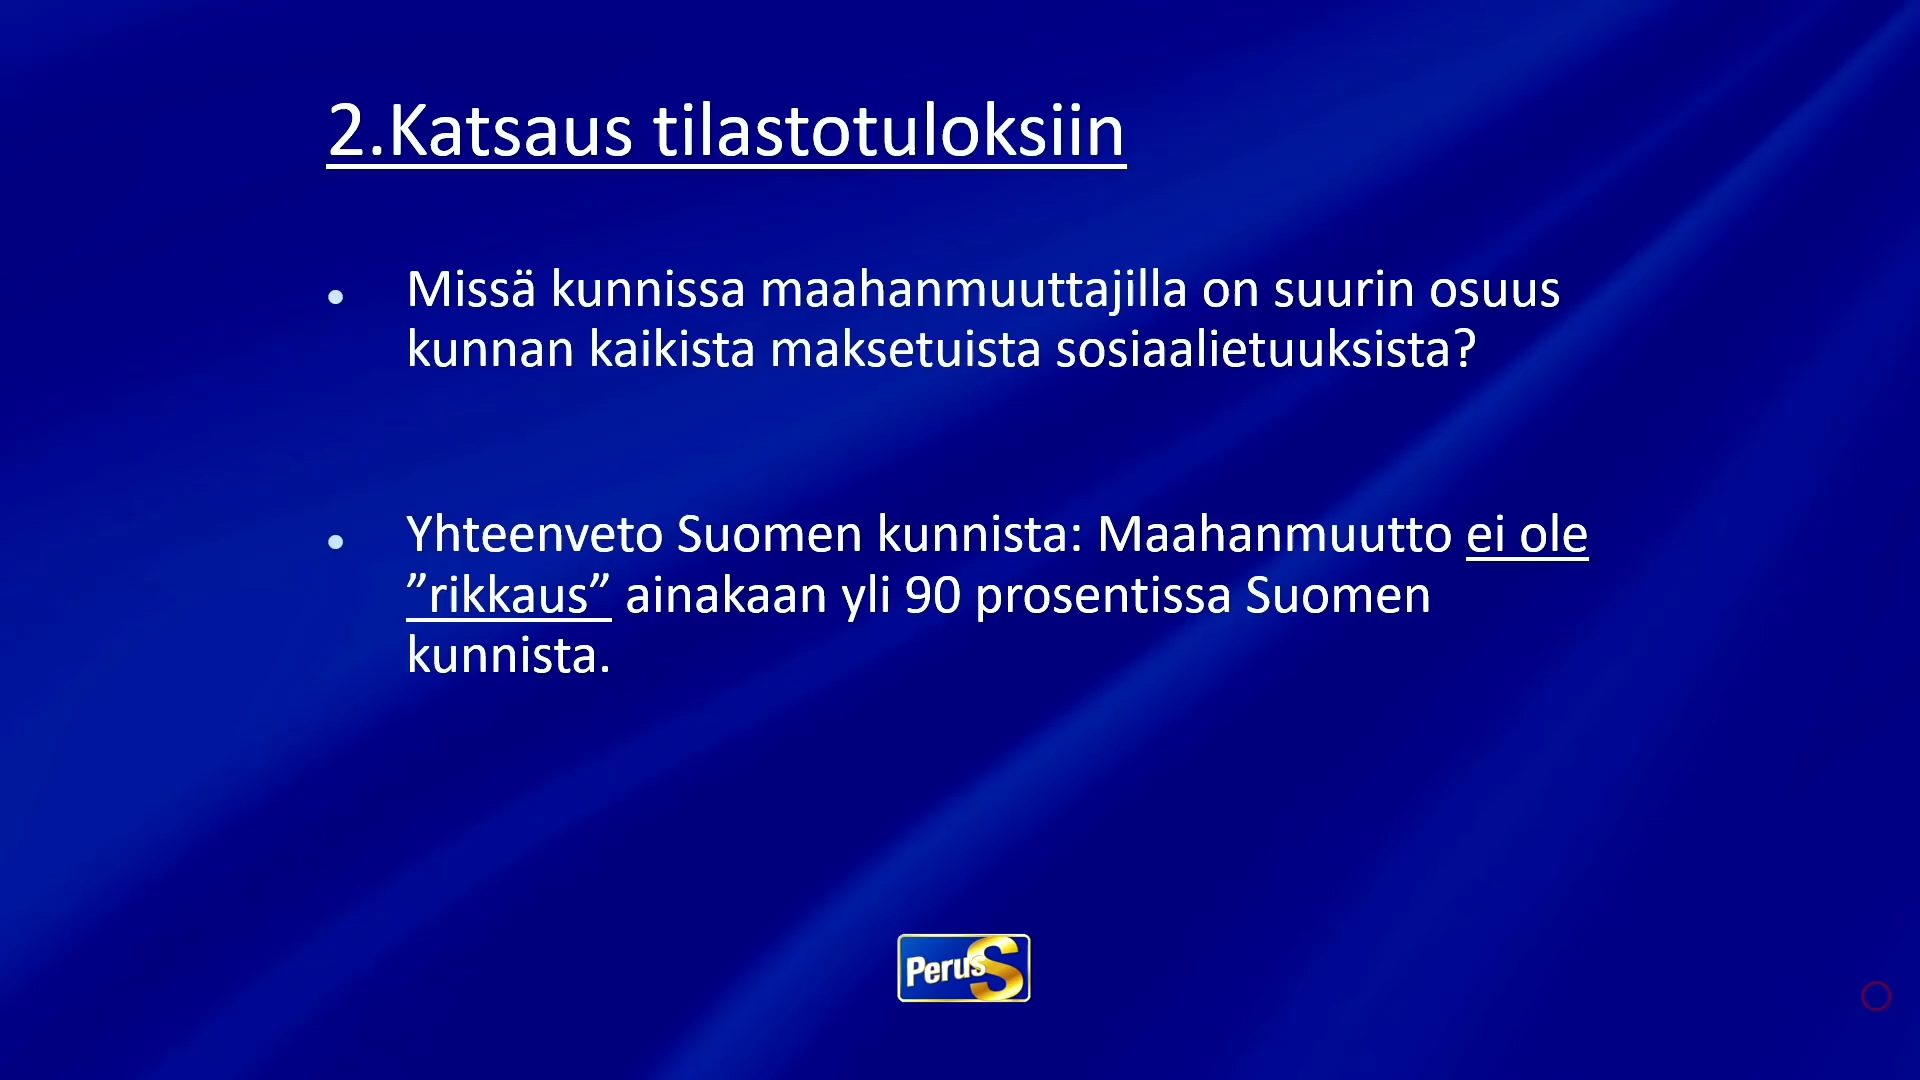 2.Katsaus tilastotuloksiin
• Missä kunnissa maahanmuuttajilla on suurin osuus
kunnan kaikista maksetuista sosiaalietuuksista?
• Yhteenveto Suomen kunnista: Maahanmuutto ei ole
”rikkaus” ainakaan yli 90 prosentissa Suomen
kunnista.
PerusS